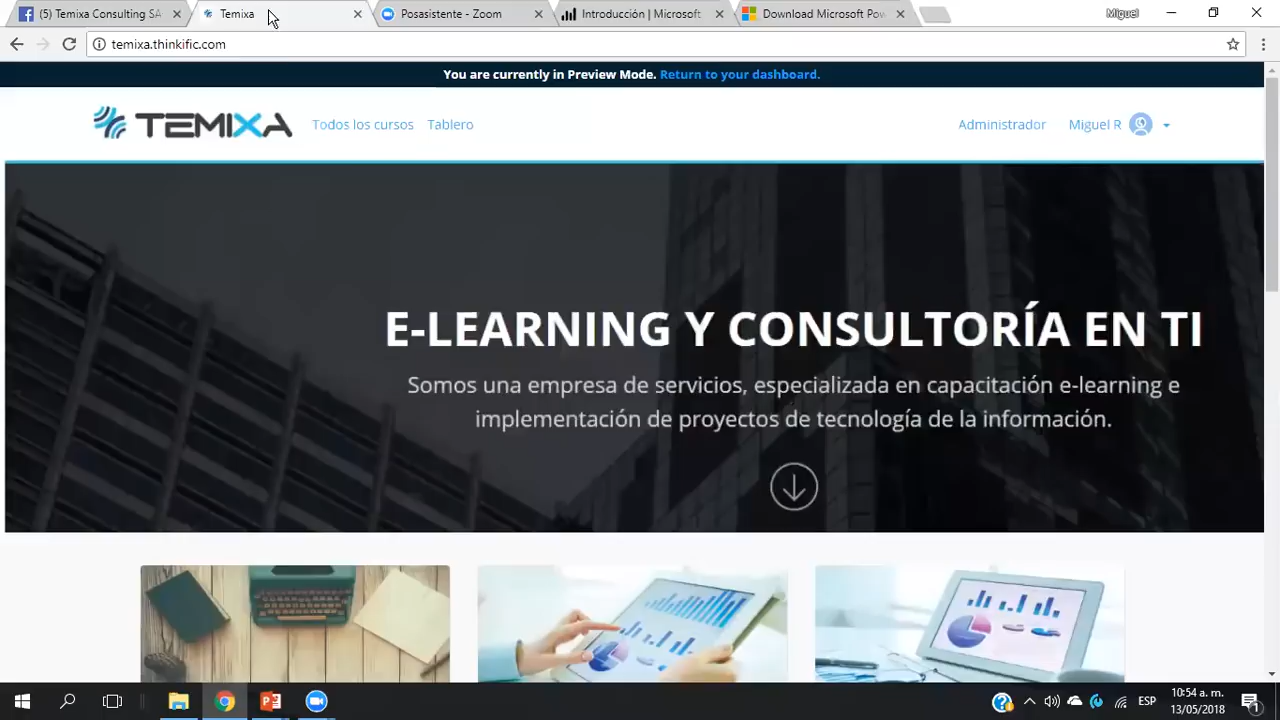 Temixa Consulting SA
Temixa
Posasistente - Zoom
Introducción | Microsoft
Download Microsoft Pow
Miguel
temixa.thinkific.com
You are currently in Preview Mode. Return to your dashboard.
TEMIXA
Todos los cursos
Tablero
Administrador
Miguel R
E-LEARNING Y CONSULTORÍA EN TI
Somos una empresa de servicios, especializada en capacitación e-learning e
implementación de proyectos de tecnología de la información.
ESP
10:54 a. m.
13/05/2018